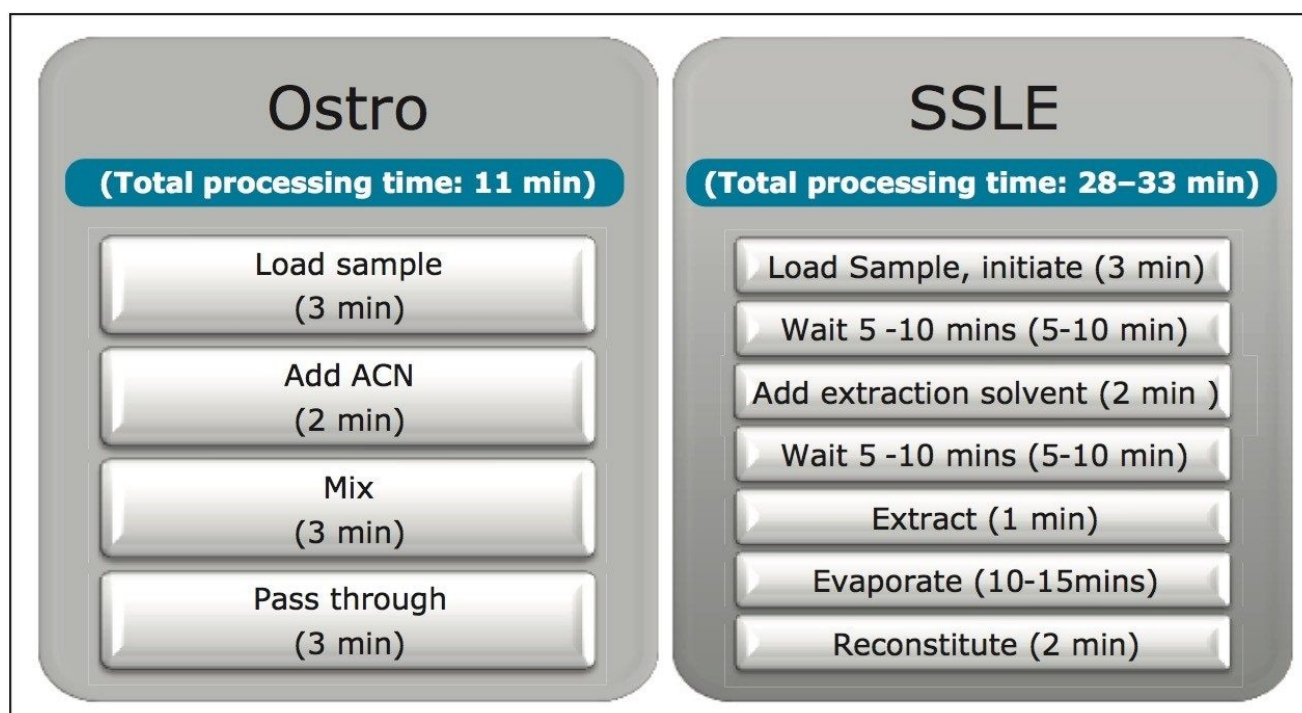 Ostro
(Total processing time: 11 min)
Load sample
(3 min)
Add ACN
(2 min)
Mix
(3 min)
Pass through
(3 min)
SSLE
(Total processing time: 28–33 min)
Load Sample, initiate (3 min)
Wait 5 -10 mins (5-10 min)
Add extraction solvent (2 min )
Wait 5 -10 mins (5-10 min)
Extract (1 min)
Evaporate (10-15mins)
Reconstitute (2 min)